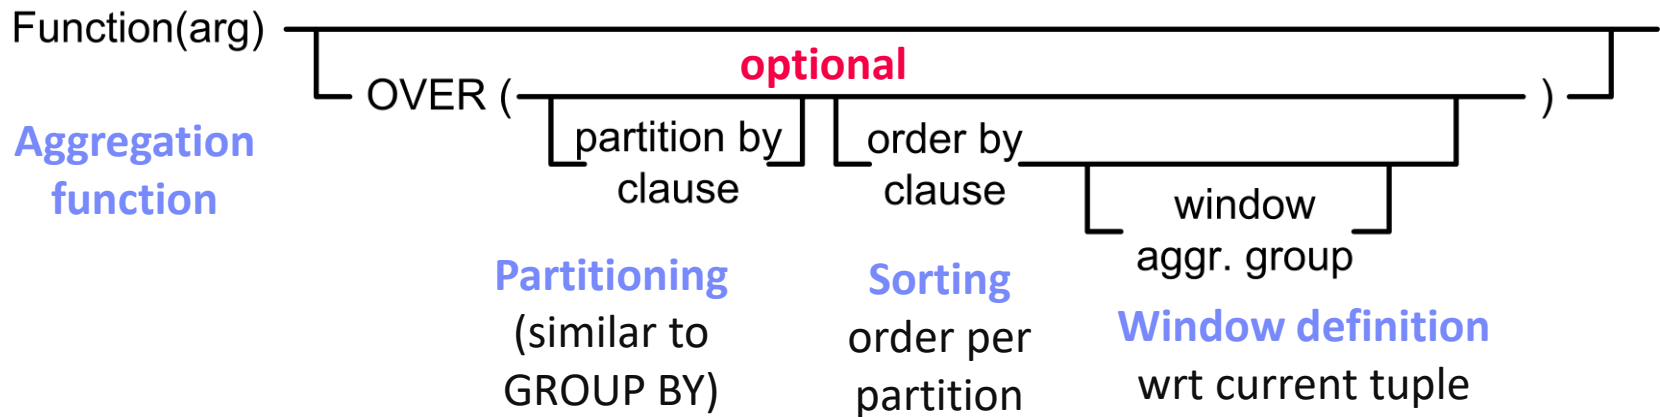 Function(arg)
optional
OVER ( )
Aggregation
function
partition by
clause
order by
clause
window
aggr. group
Partitioning
(similar to
GROUP BY)
Sorting
order per
partition
Window definition
wrt current tuple